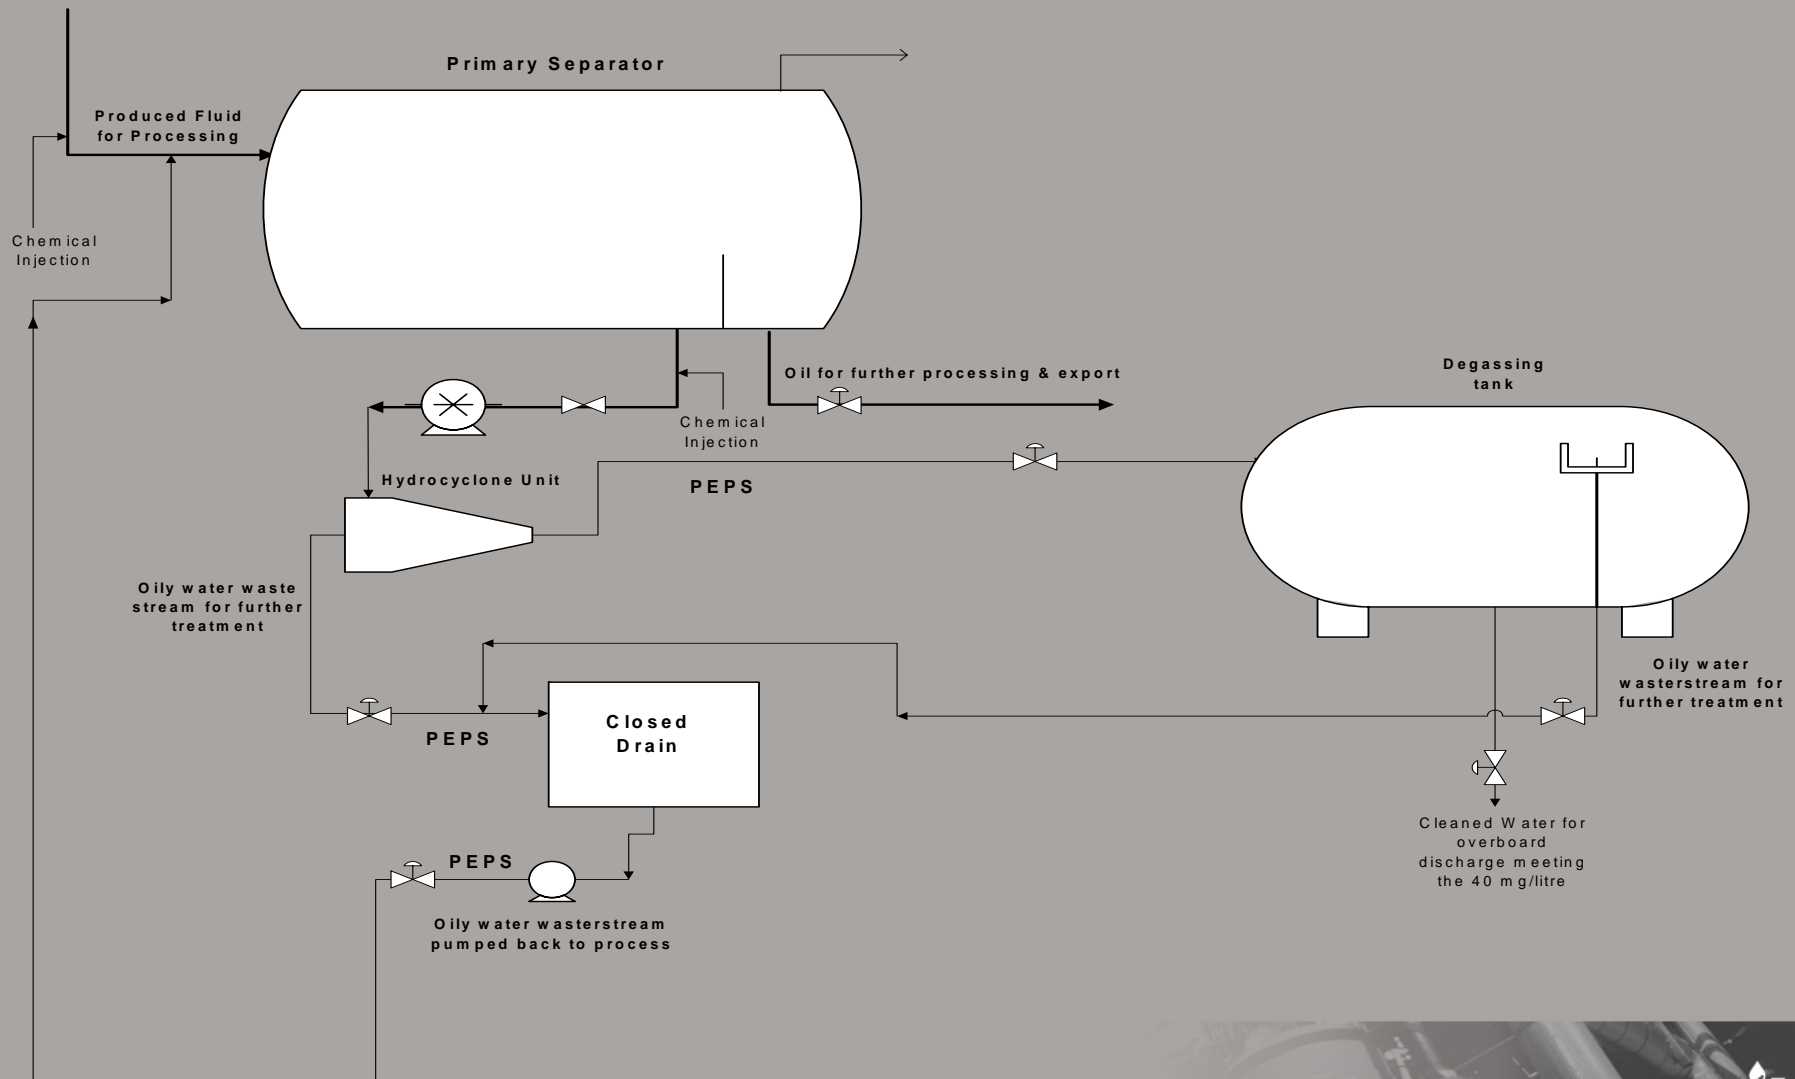 Primary Separator
Produced Fluid
for Processing
Chemical
Injection
Oil for further processing & export
Chemical
Injection
Degassing
tank
Hydrocyclone Unit
PEPS
Oily water waste
stream for further
treatment
Oily water
wasterstream for
further treatment
Closed
Drain
PEPS
Cleaned Water for
overboard
discharge meeting
the 40 mg/litre
PEPS
Oily water wasterstream
pumped back to process